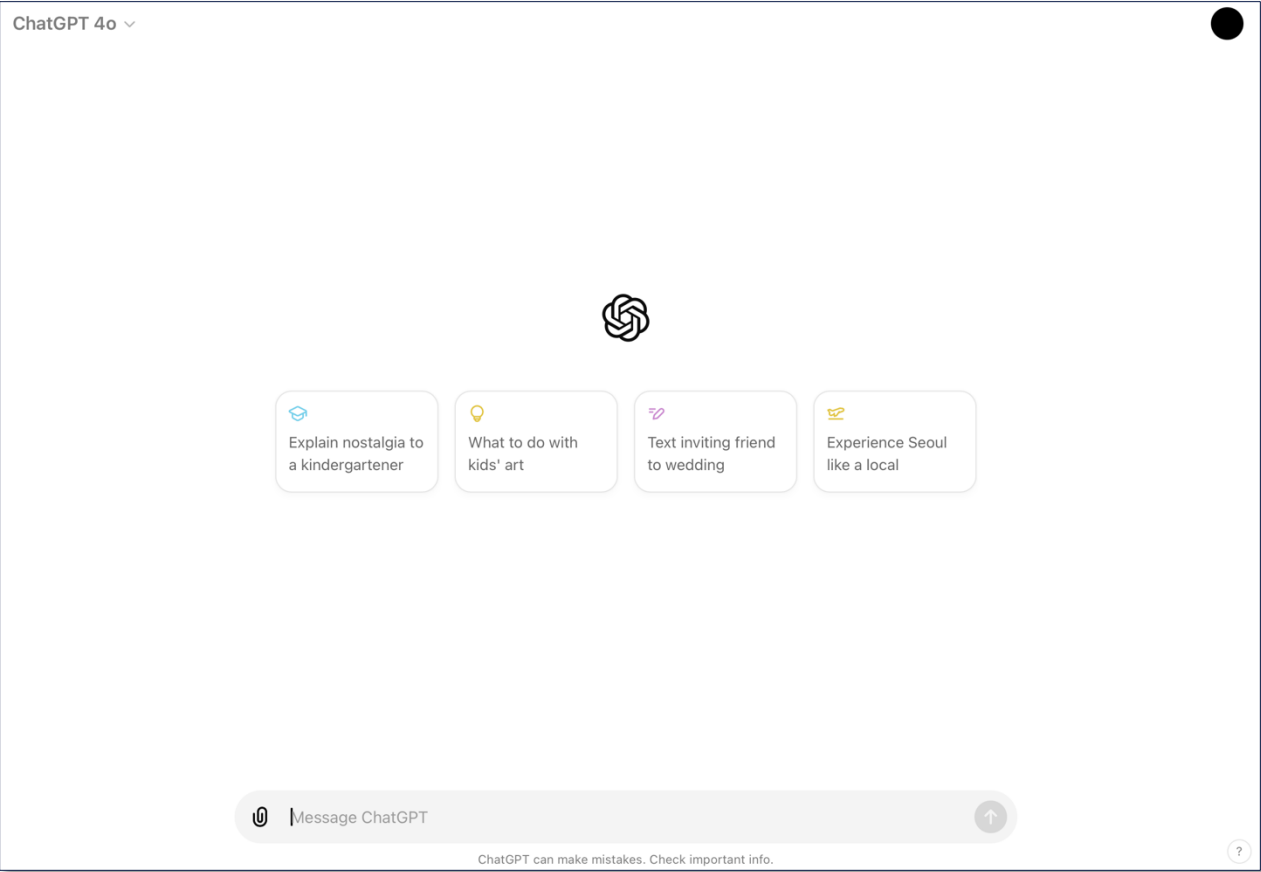 ChatGPT 4o
Explain nostalgia to
a kindergartener
What to do with
kids' art
Text inviting friend
to wedding
Experience Seoul
like a local
Message ChatGPT
ChatGPT can make mistakes. Check important info.
?